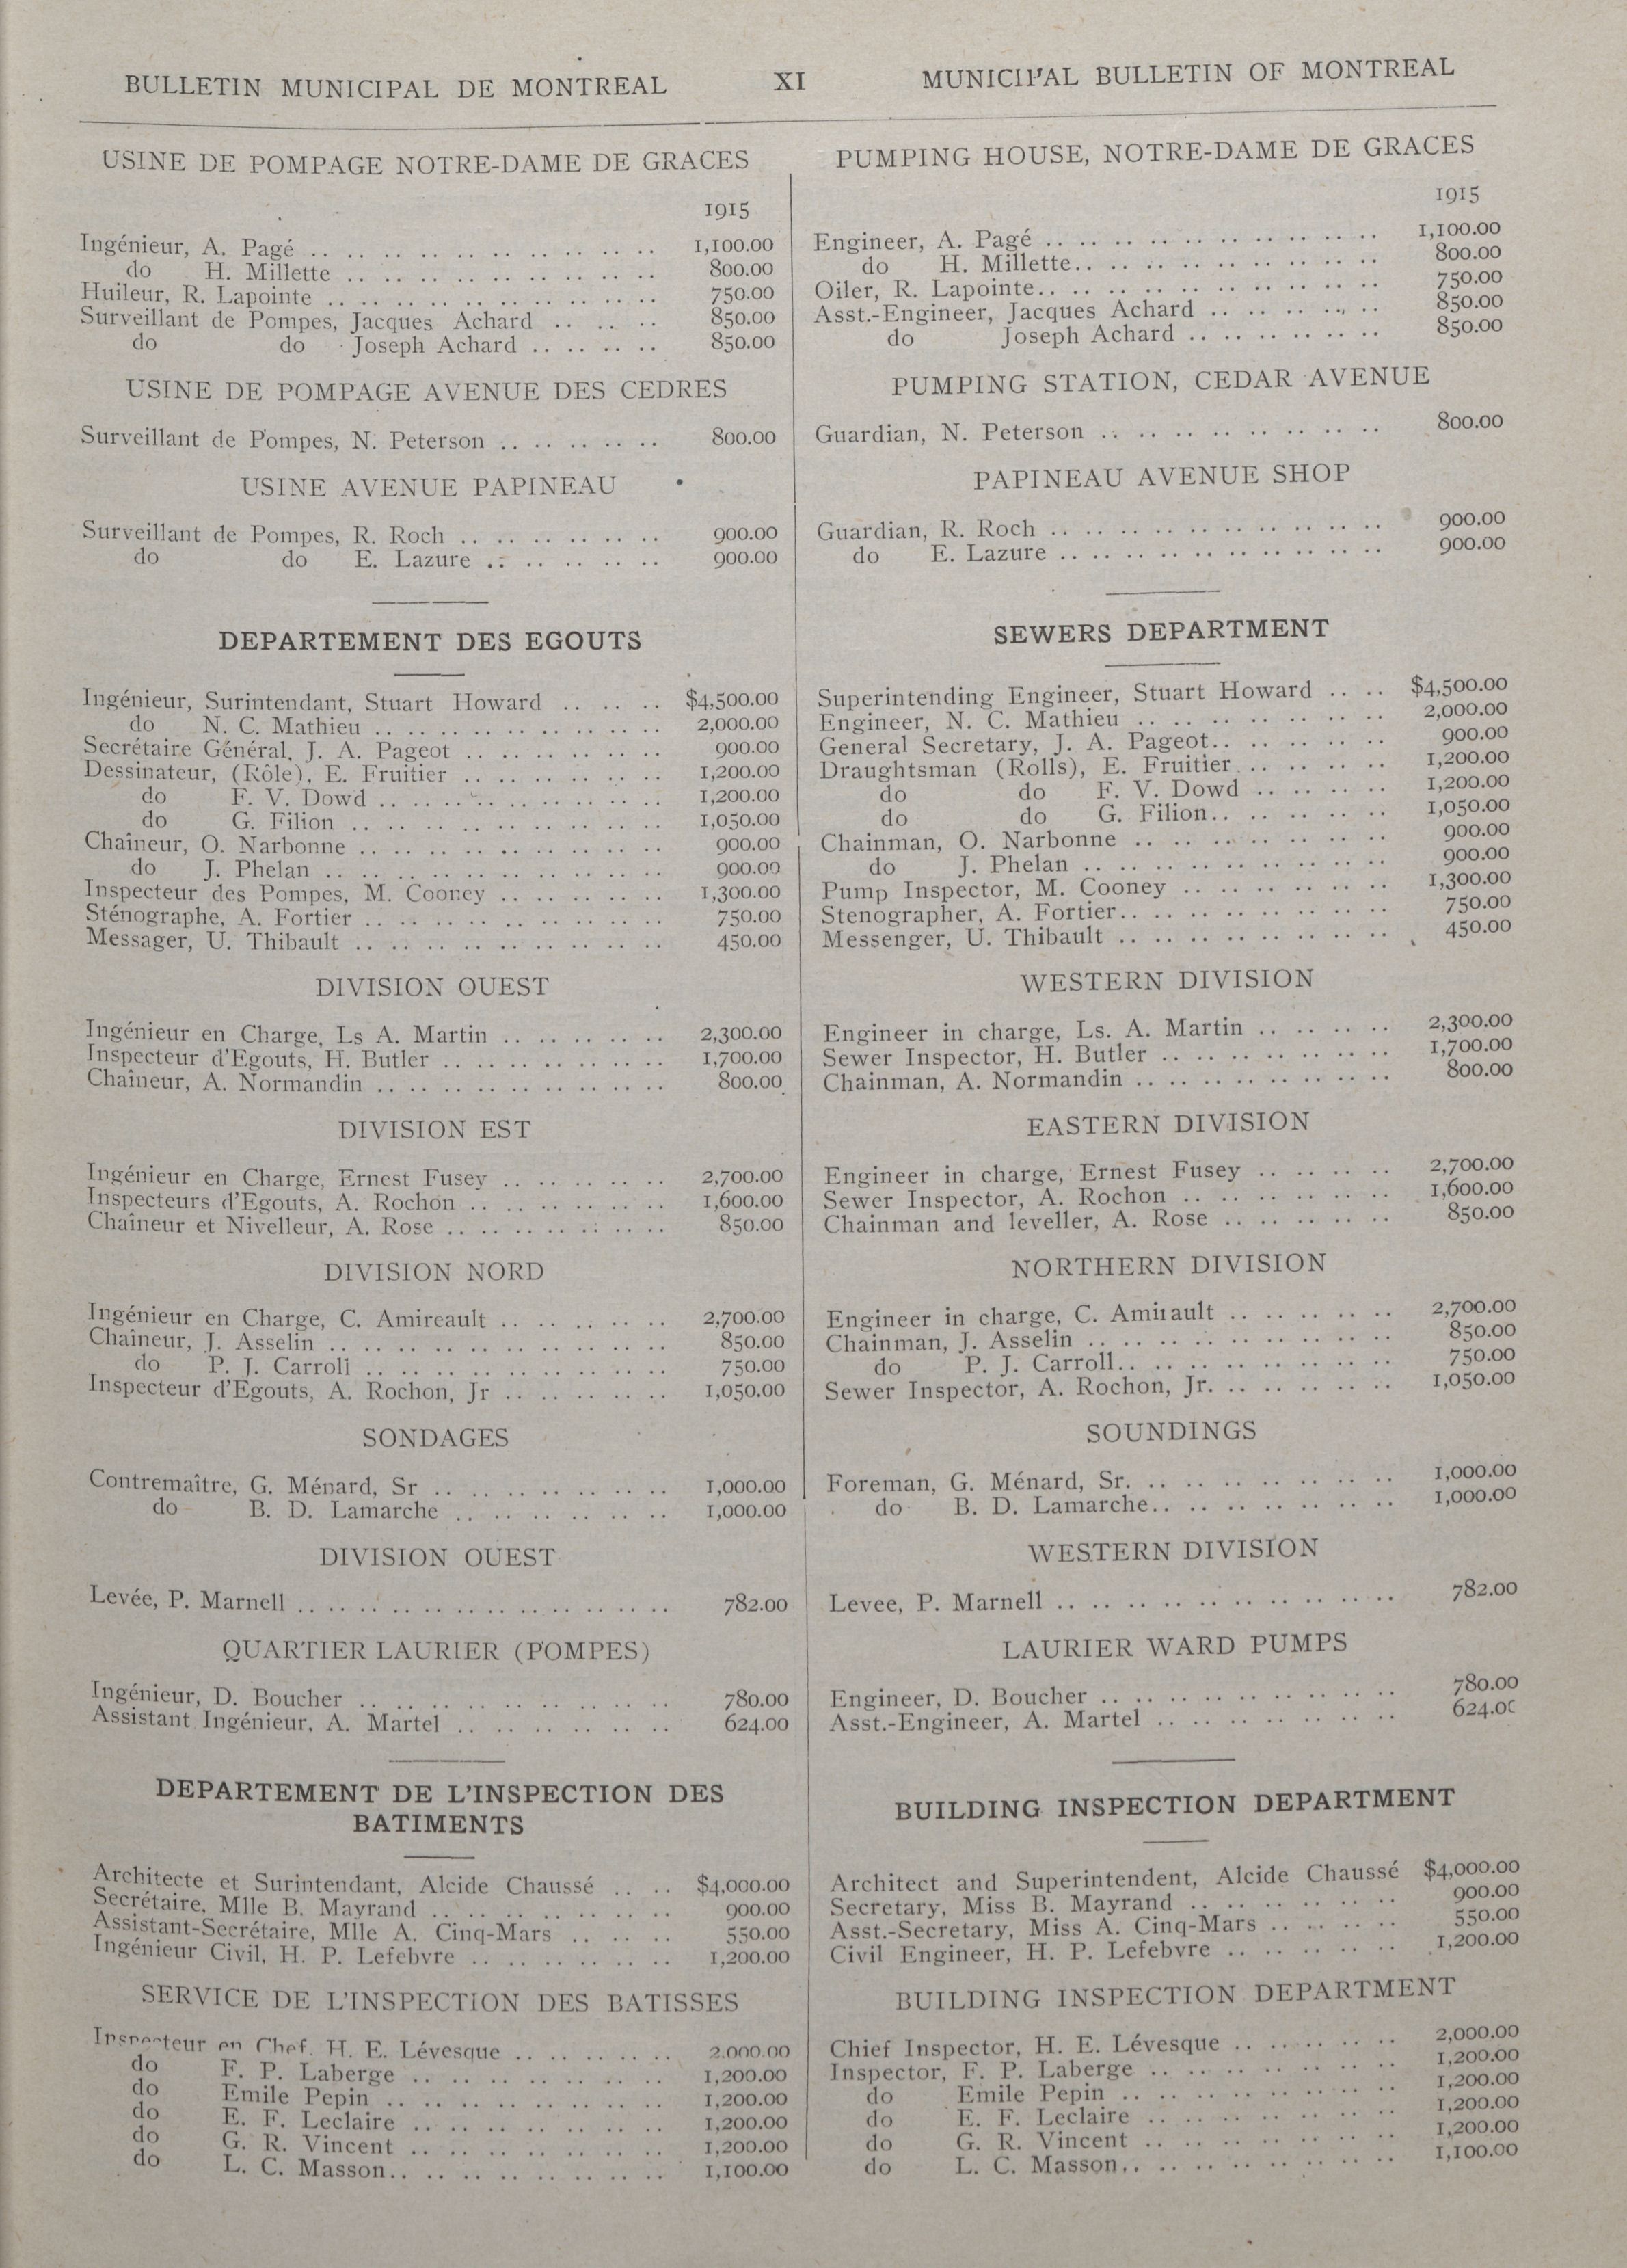 BULLETIN MUNICIPAL DE MONTREAL XI MUNICIPAL BULLETIN OF MONTREAL
USINE DE POMPAGE NOTRE-DAME DE GRACES
1915
Ingénieur, A. Pagé .. .. .. .. .. .. .. .. .. .. 1,100.00
do H. Millette .. .. .. .. .. .. .. .. .. 800.00
Huileur, R. Lapointe .. .. .. .. .. .. .. .. .. .. 750.00
Surveillant de Pompes, Jacques Achard .. .. .. 850.00
do do Joseph Achard .. .. .. .. 850.00
USINE DE POMPAGE AVENUE DES CEDRES
Surveillant de Pompes, N. Peterson .. .. .. .. .. 800.00
USINE AVENUE PAPINEAU
Surveillant de Pompes, R. Roch .. .. .. .. .. .. 900.00
do do E. Lazure .. .. .. .. .. 900.00
DEPARTEMENT DES EGOUTS
Ingénieur, Surintendant, Stuart Howard .. .. .. $4,500.00
do N. C. Mathieu .. .. .. .. .. .. .. .. 2,000.00
Secrétaire Général, J. A. Pageot .. .. .. .. .. .. 900.00
Dessinateur, (Rôle), E. Fruitier .. .. .. .. .. .. 1,200.00
do F. V. Dowd .. .. .. .. .. .. .. .. 1,200.00
do G. Filion .. .. .. .. .. .. .. .. .. 1,050.00
Chaîneur, O. Narbonne .. .. .. .. .. .. .. .. .. 900.00
do J. Phelan .. .. .. .. .. .. .. .. .. .. 900.00
Inspecteur des Pompes, M. Cooney .. .. .. .. .. 1,300.00
Sténographe, A. Fortier .. .. .. .. .. .. .. .. .. 750.00
Messager, U. Thibault .. .. .. .. .. .. .. .. .. 450.00
DIVISION OUEST
Ingénieur en Charge, Ls A. Martin .. .. .. .. .. 2,300.00
Inspecteur d'Egouts, H. Butler .. .. .. .. .. .. .. 1,700.00
Chaîneur, A. Normandin .. .. .. .. .. .. .. .. 800.00
DIVISION EST
Ingénieur en Charge, Ernest Fusey .. .. .. .. .. 2,700.00
Inspecteurs d'Egouts, A. Rochon .. .. .. .. .. .. 1,600.00
Chaîneur et Nivelleur, A. Rose .. .. .. .. .. .. 850.00
DIVISION NORD
Ingénieur en Charge, C. Amireault .. .. .. .. .. 2,700.00
Chaîneur, J. Asselin .. .. .. .. .. .. .. .. .. .. 850.00
do P. J. Carroll .. .. .. .. .. .. .. .. .. 750.00
Inspecteur d'Egouts, A. Rochon, Jr .. .. .. .. .. 1,050.00
SONDAGES
Contremaître, G. Ménard, Sr .. .. .. .. .. .. .. 1,000.00
do B. D. Lamarche .. .. .. .. .. .. 1,000.00
DIVISION OUEST
Levée, P. Marnell .. .. .. .. .. .. .. .. .. .. .. 782.00
QUARTIER LAURIER (POMPES)
Ingénieur, D. Boucher .. .. .. .. .. .. .. .. .. 780.00
Assistant Ingénieur, A. Martel .. .. .. .. .. .. 624.00
DEPARTEMENT DE L'INSPECTION DES
BATIMENTS
Architecte et Surintendant, Alcide Chaussé .. .. $4,000.00
Secrétaire, Mlle B. Mayrand .. .. .. .. .. .. .. 900.00
Assistant-Secrétaire, Mlle A. Cinq-Mars .. .. .. 550.00
Ingénieur Civil, H. P. Lefebvre .. .. .. .. .. .. 1,200.00
SERVICE DE L'INSPECTION DES BATISSES
Inspecteur en Chef, H. E. Lévesque .. .. .. .. .. 2,000.00
do F. P. Laberge .. .. .. .. .. .. .. 1,200.00
do Emile Pepin .. .. .. .. .. .. .. .. 1,200.00
do E. F. Leclaire .. .. .. .. .. .. .. 1,200.00
do G. R. Vincent .. .. .. .. .. .. .. 1,200.00
do L. C. Masson .. .. .. .. .. .. .. .. 1,100.00
PUMPING HOUSE, NOTRE-DAME DE GRACES
1915
Engineer, A. Pagé .. .. .. .. .. .. .. .. .. .. 1,100.00
do H. Millette .. .. .. .. .. .. .. .. .. 800.00
Oiler, R. Lapointe .. .. .. .. .. .. .. .. .. .. 750.00
Asst.-Engineer, Jacques Achard .. .. .. .. .. 850.00
do Joseph Achard .. .. .. .. .. .. 850.00
PUMPING STATION, CEDAR AVENUE
Guardian, N. Peterson .. .. .. .. .. .. .. .. 800.00
PAPINEAU AVENUE SHOP
Guardian, R. Roch .. .. .. .. .. .. .. .. .. .. 900.00
do E. Lazure .. .. .. .. .. .. .. .. .. .. 900.00
SEWERS DEPARTMENT
Superintending Engineer, Stuart Howard .. .. $4,500.00
Engineer, N. C. Mathieu .. .. .. .. .. .. .. 2,000.00
General Secretary, J. A. Pageot .. .. .. .. .. 900.00
Draughtsman (Rolls), E. Fruitier .. .. .. .. .. 1,200.00
do do F. V. Dowd .. .. .. .. 1,200.00
do do G. Filion .. .. .. .. .. 1,050.00
Chainman, O. Narbonne .. .. .. .. .. .. .. .. 900.00
do J. Phelan .. .. .. .. .. .. .. .. .. 900.00
Pump Inspector, M. Cooney .. .. .. .. .. .. 1,300.00
Stenographer, A. Fortier .. .. .. .. .. .. .. .. 750.00
Messenger, U. Thibault .. .. .. .. .. .. .. .. 450.00
WESTERN DIVISION
Engineer in charge, Ls. A. Martin .. .. .. .. 2,300.00
Sewer Inspector, H. Butler .. .. .. .. .. .. .. 1,700.00
Chainman, A. Normandin .. .. .. .. .. .. .. .. 800.00
EASTERN DIVISION
Engineer in charge, Ernest Fusey .. .. .. .. 2,700.00
Sewer Inspector, A. Rochon .. .. .. .. .. .. 1,600.00
Chainman and leveller, A. Rose .. .. .. .. .. 850.00
NORTHERN DIVISION
Engineer in charge, C. Amirault .. .. .. .. .. 2,700.00
Chainman, J. Asselin .. .. .. .. .. .. .. .. .. 850.00
do P. J. Carroll .. .. .. .. .. .. .. .. 750.00
Sewer Inspector, A. Rochon, Jr. .. .. .. .. .. 1,050.00
SOUNDINGS
Foreman, G. Ménard, Sr. .. .. .. .. .. .. .. .. 1,000.00
do B. D. Lamarche .. .. .. .. .. .. .. 1,000.00
WESTERN DIVISION
Levee, P. Marnell .. .. .. .. .. .. .. .. .. .. 782.00
LAURIER WARD PUMPS
Engineer, D. Boucher .. .. .. .. .. .. .. .. .. 780.00
Asst.-Engineer, A. Martel .. .. .. .. .. .. .. 624.00
BUILDING INSPECTION DEPARTMENT
Architect and Superintendent, Alcide Chaussé $4,000.00
Secretary, Miss B. Mayrand .. .. .. .. .. .. 900.00
Asst.-Secretary, Miss A. Cinq-Mars .. .. .. .. 550.00
Civil Engineer, H. P. Lefebvre .. .. .. .. .. 1,200.00
BUILDING INSPECTION DEPARTMENT
Chief Inspector, H. E. Lévesque .. .. .. .. .. 2,000.00
Inspector, F. P. Laberge .. .. .. .. .. .. .. 1,200.00
do Emile Pepin .. .. .. .. .. .. .. .. 1,200.00
do E. F. Leclaire .. .. .. .. .. .. .. 1,200.00
do G. R. Vincent .. .. .. .. .. .. .. 1,200.00
do L. C. Masson .. .. .. .. .. .. .. .. 1,100.00